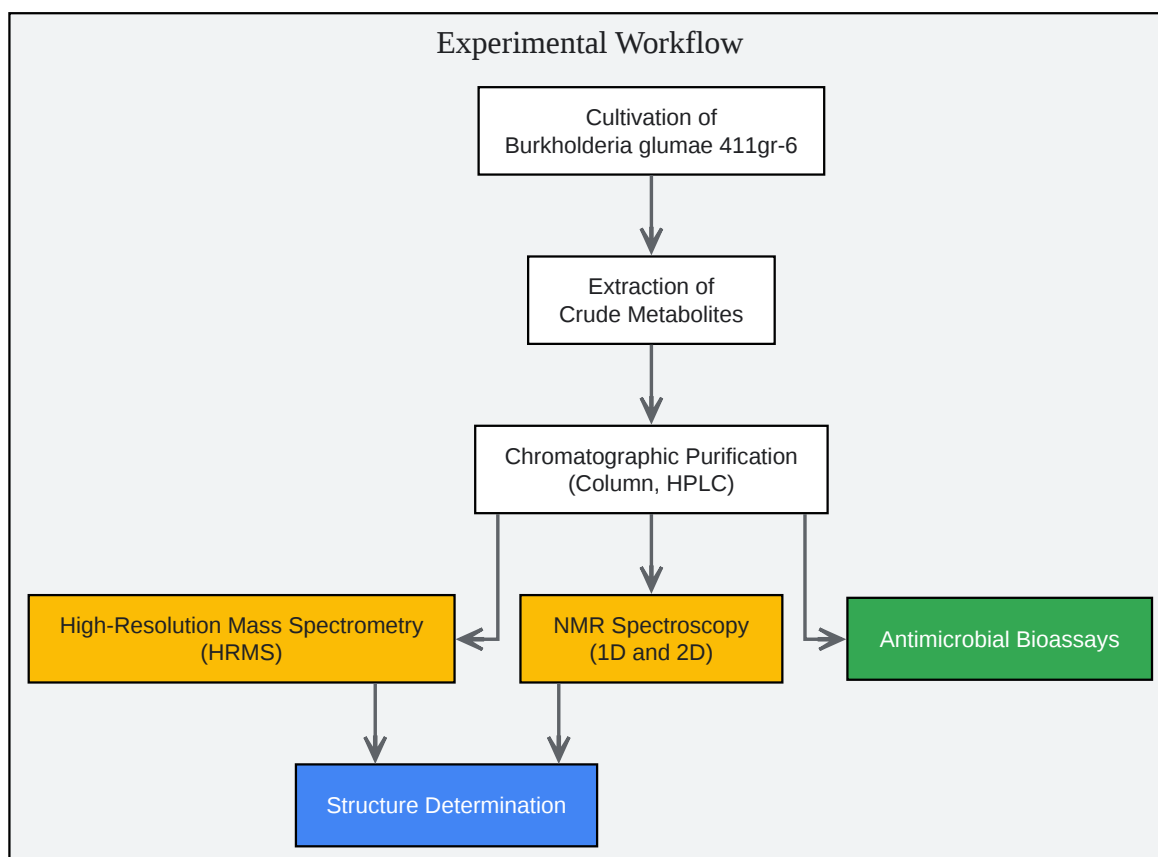 Experimental Workflow
Cultivation of
Burkholderia glumae 411gr-6
Extraction of
Crude Metabolites
Chromatographic Purification
(Column, HPLC)
High-Resolution Mass Spectrometry
(HRMS)
NMR Spectroscopy
(1D and 2D)
Antimicrobial Bioassays
Structure Determination